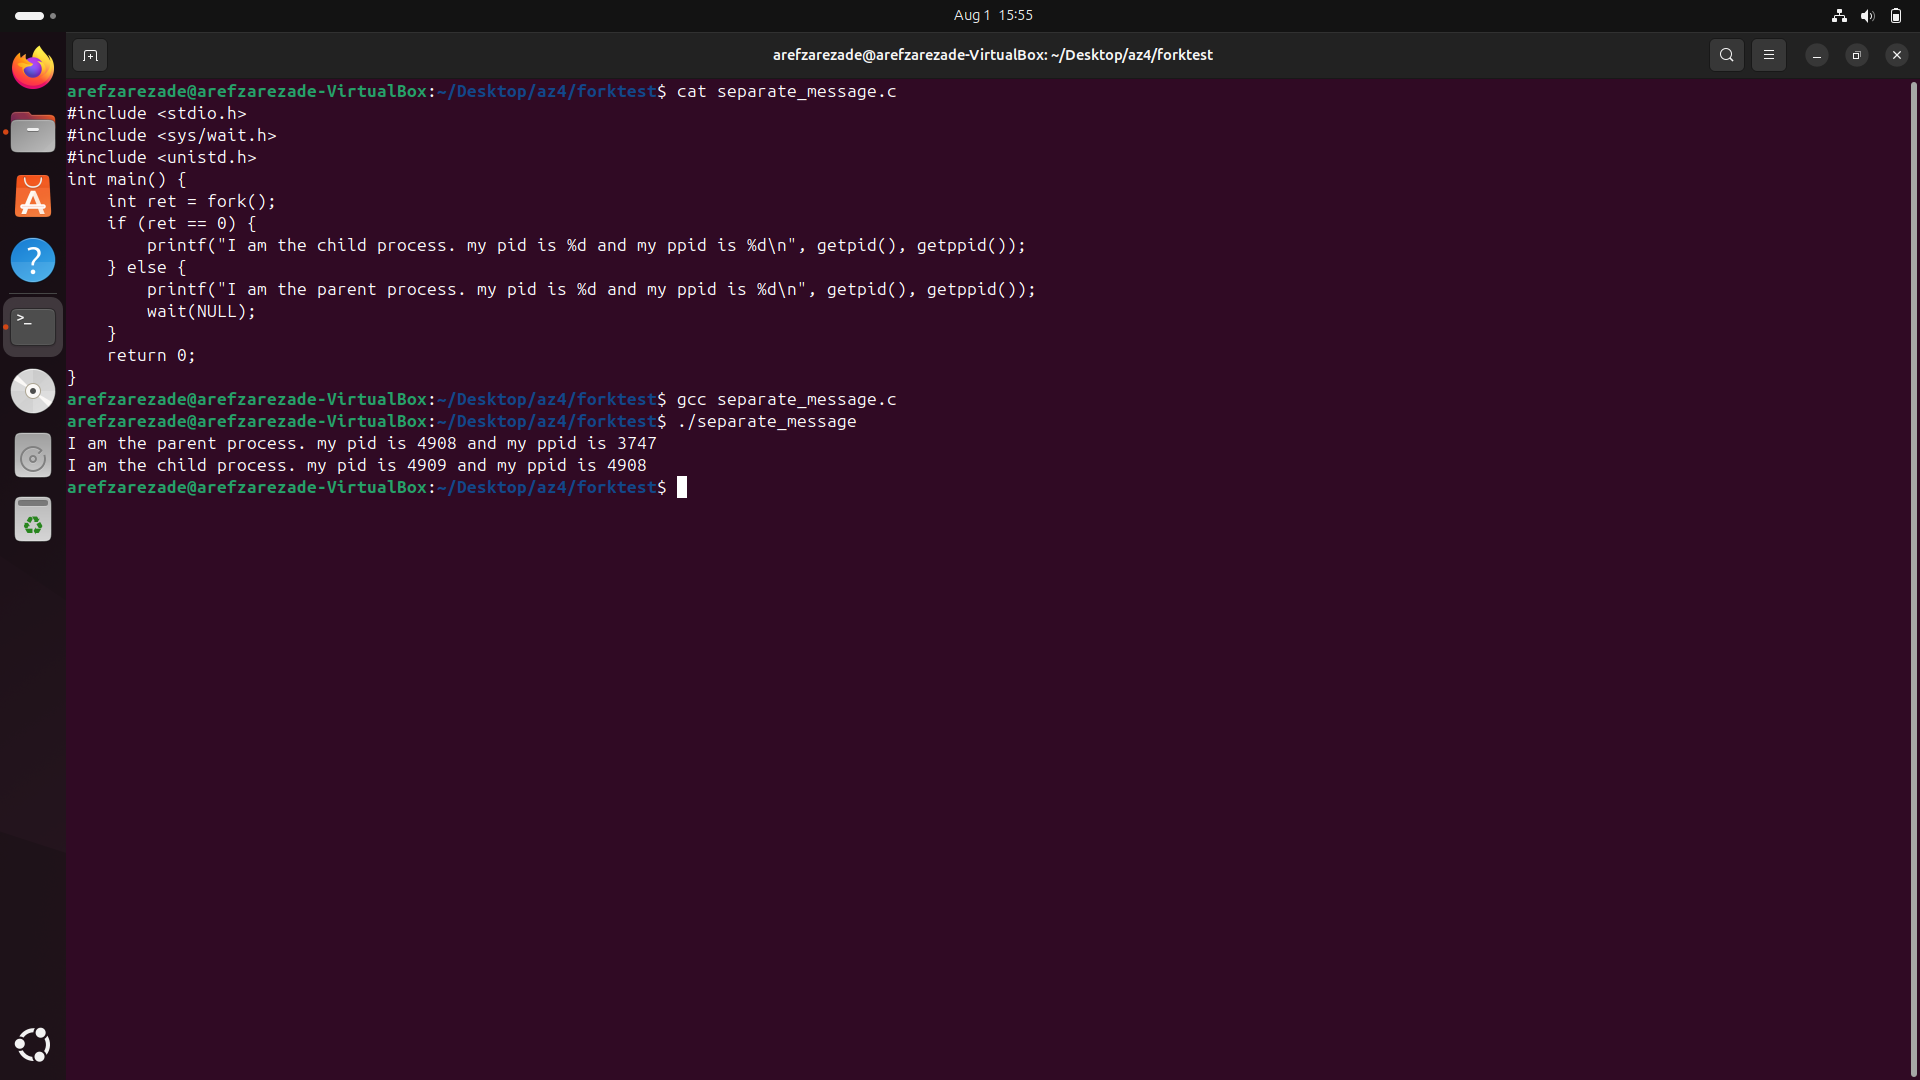 Aug 1 15:55
arefzarezade@arefzarezade-VirtualBox: ~/Desktop/az4/forktest
arefzarezade@arefzarezade-VirtualBox:~/Desktop/az4/forktest$ cat separate_message.c
#include <stdio.h>
#include <sys/wait.h>
#include <unistd.h>
int main() {
    int ret = fork();
    if (ret == 0) {
        printf("I am the child process. my pid is %d and my ppid is %d\n", getpid(), getppid());
    } else {
        printf("I am the parent process. my pid is %d and my ppid is %d\n", getpid(), getppid());
        wait(NULL);
    }
    return 0;
}
arefzarezade@arefzarezade-VirtualBox:~/Desktop/az4/forktest$ gcc separate_message.c
arefzarezade@arefzarezade-VirtualBox:~/Desktop/az4/forktest$ ./separate_message
I am the parent process. my pid is 4908 and my ppid is 3747
I am the child process. my pid is 4909 and my ppid is 4908
arefzarezade@arefzarezade-VirtualBox:~/Desktop/az4/forktest$